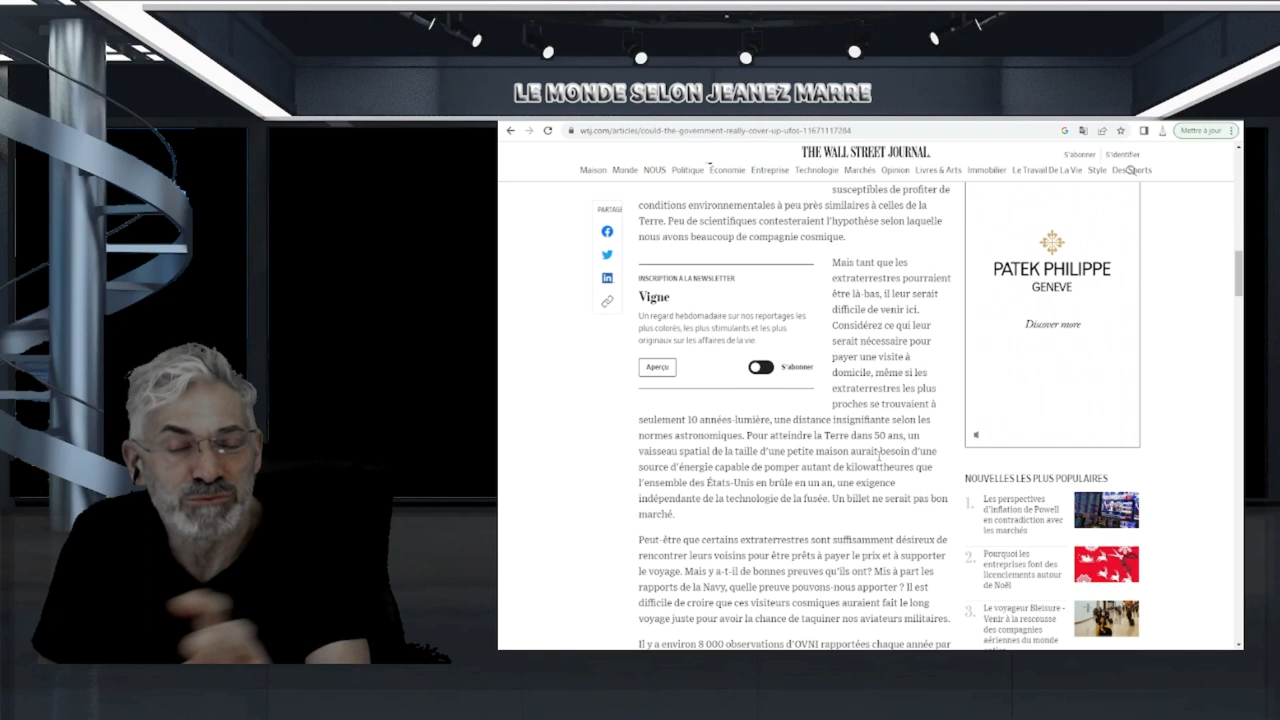 LE MONDE SELON JEANEZ MARRE
wsj.com/articles/could-the-government-really-cover-up-ufos-11671117284
Mettre à jour
THE WALL STREET JOURNAL.
S'abonner
S'identifier
Maison Monde NOUS Politique Économie Entreprise Technologie Marchés Opinion Livres & Arts Immobilier Le Travail De La Vie Style Des Sports
PARTAGE
susceptibles de profiter de
conditions environnementales à peu près similaires à celles de la
Terre. Peu de scientifiques contesteraient l'hypothèse selon laquelle
nous avons beaucoup de compagnie cosmique.
INSCRIPTION À LA NEWSLETTER
Vigne
Un regard hebdomadaire sur nos reportages les
plus colorés, les plus stimulants et les plus
originaux sur les affaires de la vie.
Aperçu
S'abonner
Mais tant que les
extraterrestres pourraient
être là-bas, il leur serait
difficile de venir ici.
Considérez ce qui leur
serait nécessaire pour
payer une visite à
domicile, même si les
extraterrestres les plus
proches se trouvaient à
seulement 10 années-lumière, une distance insignifiante selon les
normes astronomiques. Pour atteindre la Terre dans 50 ans, un
vaisseau spatial de la taille d'une petite maison aurait besoin d'une
source d'énergie capable de pomper autant de kilowattheures que
l'ensemble des États-Unis en brûle en un an, une exigence
indépendante de la technologie de la fusée. Un billet ne serait pas bon
marché.
Peut-être que certains extraterrestres sont suffisamment désireux de
rencontrer leurs voisins pour être prêts à payer le prix et à supporter
le voyage. Mais y a-t-il de bonnes preuves qu'ils ont? Mis à part les
rapports de la Navy, quelle preuve pouvons-nous apporter ? Il est
difficile de croire que ces visiteurs cosmiques auraient fait le long
voyage juste pour avoir la chance de taquiner nos aviateurs militaires.
Il y a environ 8 000 observations d'OVNI rapportées chaque année par
PATEK PHILIPPE
GENEVE
Discover more
NOUVELLES LES PLUS POPULAIRES
1.
Les perspectives
d'inflation de Powell
en contradiction avec
les marchés
2.
Pourquoi les
entreprises font des
licenciements autour
de Noël
3.
Le voyageur Bleisure -
Venir à la rescousse
des compagnies
aériennes du monde